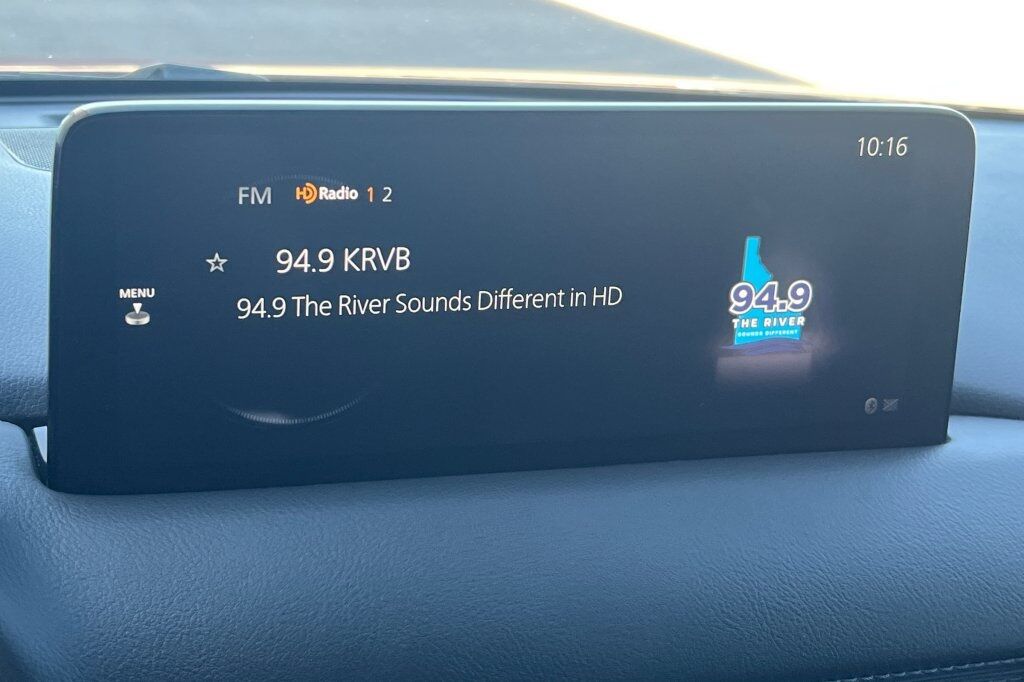 10:16
FM HD Radio 1 2
94.9 KRVB
94.9 The River Sounds Different in HD
MENU
94.9
THE RIVER
SOUNDS DIFFERENT